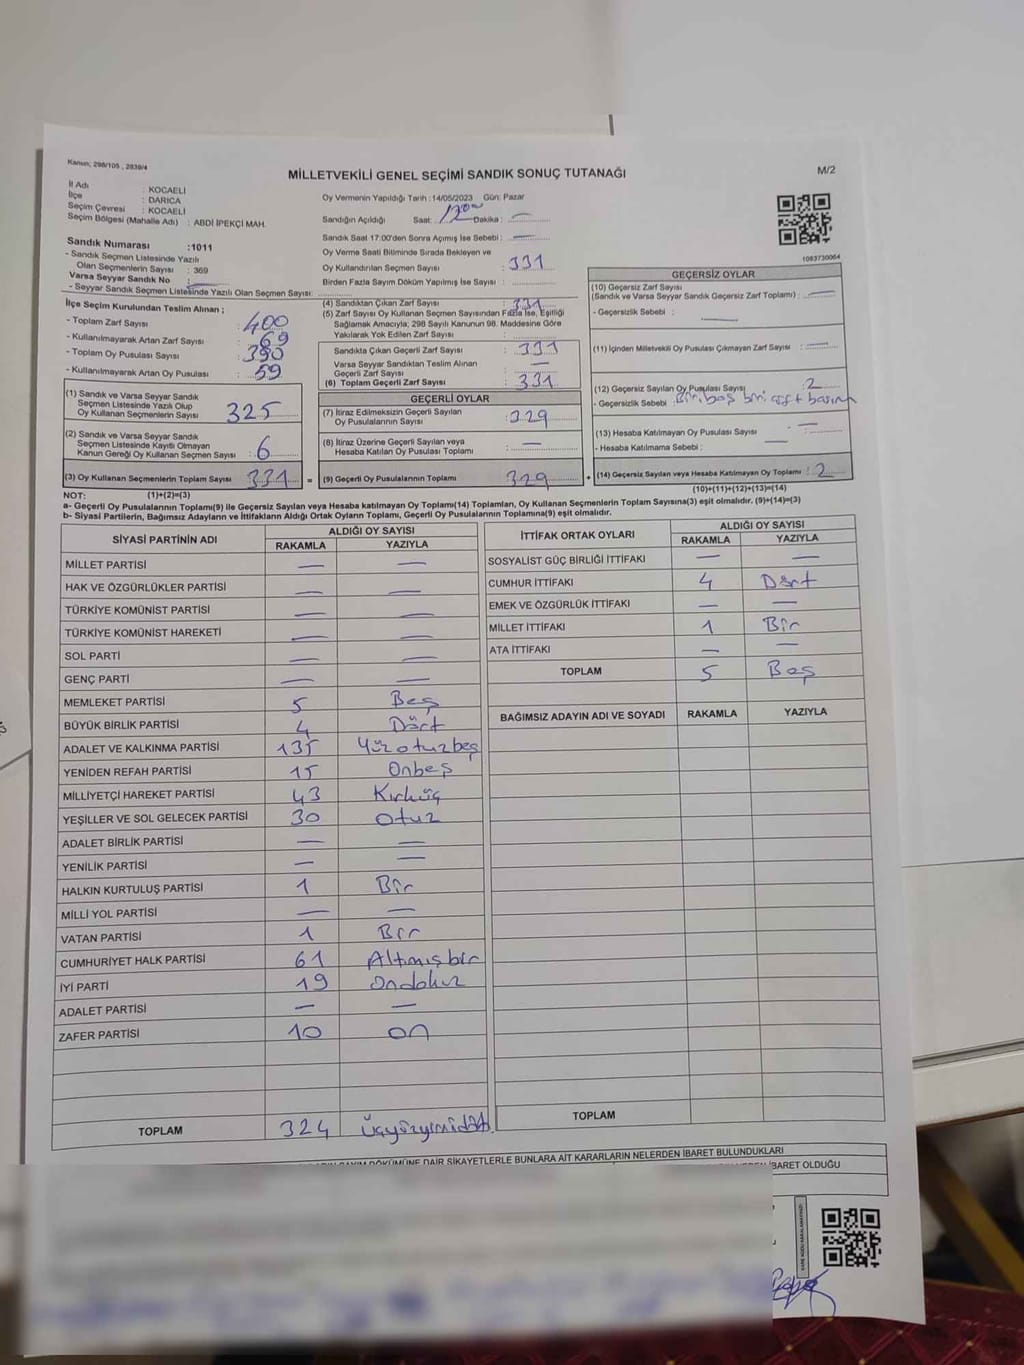 Kanun; 298/105 , 2839/4
MİLLETVEKİLİ GENEL SEÇİMİ SANDIK SONUÇ TUTANAĞI
M/2
İl Adı : KOCAELİ
İlçe : DARICA
Seçim Çevresi : KOCAELİ
Seçim Bölgesi (Mahalle Adı) : ABDİ İPEKÇİ MAH.
Sandık Numarası :1011
- Sandık Seçmen Listesinde Yazılı
Olan Seçmenlerin Sayısı : 369
Varsa Seyyar Sandık No :
- Seyyar Sandık Seçmen Listesinde Yazılı Olan Seçmen Sayısı:
Oy Vermenin Yapıldığı Tarih :14/05/2023 Gün: Pazar
Sandığın Açıldığı Saat: Dakika : —
Sandık Saat 17:00'den Sonra Açılmış İse Sebebi : —
Oy Verme Saati Bitiminde Sırada Bekleyen ve
Oy Kullandırılan Seçmen Sayısı : 331
Birden Fazla Sayım Döküm Yapılmış İse Sayısı:
1083730064
İlçe Seçim Kurulundan Teslim Alınan ;
- Toplam Zarf Sayısı : 400
- Kullanılmayarak Artan Zarf Sayısı : 69
- Toplam Oy Pusulası Sayısı : 390
- Kullanılmayarak Artan Oy Pusulası : 59
(1) Sandık ve Varsa Seyyar Sandık
Seçmen Listesinde Yazılı Olup
Oy Kullanan Seçmenlerin Sayısı : 325
(2) Sandık ve Varsa Seyyar Sandık
Seçmen Listesinde Kayıtlı Olmayan
Kanun Gereği Oy Kullanan Seçmen Sayısı : 6
(3) Oy Kullanan Seçmenlerin Toplam Sayısı : 331
(4) Sandıktan Çıkan Zarf Sayısı : 331
(5) Zarf Sayısı Oy Kullanan Seçmen Sayısından Fazla İse, Eşitliği
Sağlamak Amacıyla; 298 Sayılı Kanunun 98. Maddesine Göre
Yakılarak Yok Edilen Zarf Sayısı :
Sandıkta Çıkan Geçerli Zarf Sayısı : 331
Varsa Seyyar Sandıktan Teslim Alınan
Geçerli Zarf Sayısı : —
(6) Toplam Geçerli Zarf Sayısı : 331
GEÇERLİ OYLAR
(7) İtiraz Edilmeksizin Geçerli Sayılan
Oy Pusulalarının Sayısı : 329
(8) İtiraz Üzerine Geçerli Sayılan veya
Hesaba Katılan Oy Pusulası Toplamı : —
= (9) Geçerli Oy Pusulalarının Toplamı : 329
GEÇERSİZ OYLAR
(10) Geçersiz Zarf Sayısı
(Sandık ve Varsa Seyyar Sandık Geçersiz Zarf Toplamı) : —
- Geçersizlik Sebebi : —
(11) İçinden Milletvekili Oy Pusulası Çıkmayan Zarf Sayısı : —
(12) Geçersiz Sayılan Oy Pusulası Sayısı : 2
- Geçersizlik Sebebi : Biri boş biri
(13) Hesaba Katılmayan Oy Pusulası Sayısı : —
- Hesaba Katılmama Sebebi : —
+ (14) Geçersiz Sayılan veya Hesaba Katılmayan Oy Toplamı : 2
NOT: (1)+(2)=(3)
(10)+(11)+(12)+(13)=(14)
a- Geçerli Oy Pusulalarının Toplamı(9) ile Geçersiz Sayılan veya Hesaba katılmayan Oy Toplamı(14) Toplamları, Oy Kullanan Seçmenlerin Toplam Sayısına(3) eşit olmalıdır. (9)+(14)=(3)
b- Siyasi Partilerin, Bağımsız Adayların ve İttifakların Aldığı Ortak Oyların Toplamı, Geçerli Oy Pusulalarının Toplamına(9) eşit olmalıdır.
SİYASİ PARTİNİN ADI ALDIĞI OY SAYISI
RAKAMLA YAZIYLA
MİLLET PARTİSİ — —
HAK VE ÖZGÜRLÜKLER PARTİSİ — —
TÜRKİYE KOMÜNİST PARTİSİ — —
TÜRKİYE KOMÜNİST HAREKETİ — —
SOL PARTİ — —
GENÇ PARTİ — —
MEMLEKET PARTİSİ 5 Beş
BÜYÜK BİRLİK PARTİSİ 4 Dört
ADALET VE KALKINMA PARTİSİ 135 Yüzotuzbeş
YENİDEN REFAH PARTİSİ 15 Onbeş
MİLLİYETÇİ HAREKET PARTİSİ 43 Kırküç
YEŞİLLER VE SOL GELECEK PARTİSİ 30 Otuz
ADALET BİRLİK PARTİSİ — —
YENİLİK PARTİSİ — —
HALKIN KURTULUŞ PARTİSİ 1 Bir
MİLLİ YOL PARTİSİ — —
VATAN PARTİSİ 1 Bir
CUMHURİYET HALK PARTİSİ 61 Altmışbir
İYİ PARTİ 19 Ondokuz
ADALET PARTİSİ — —
ZAFER PARTİSİ 10 On
TOPLAM 324 Üçyüzyirmidört
İTTİFAK ORTAK OYLARI ALDIĞI OY SAYISI
RAKAMLA YAZIYLA
SOSYALİST GÜÇ BİRLİĞİ İTTİFAKI — —
CUMHUR İTTİFAKI 4 Dört
EMEK VE ÖZGÜRLÜK İTTİFAKI — —
MİLLET İTTİFAKI 1 Bir
ATA İTTİFAKI — —
TOPLAM 5 Beş
BAĞIMSIZ ADAYIN ADI VE SOYADI RAKAMLA YAZIYLA
TOPLAM
DÖKÜMÜNE DAİR ŞİKAYETLERLE BUNLARA AİT KARARLARIN NELERDEN İBARET BULUNDUKLARI
İBARET OLDUĞU